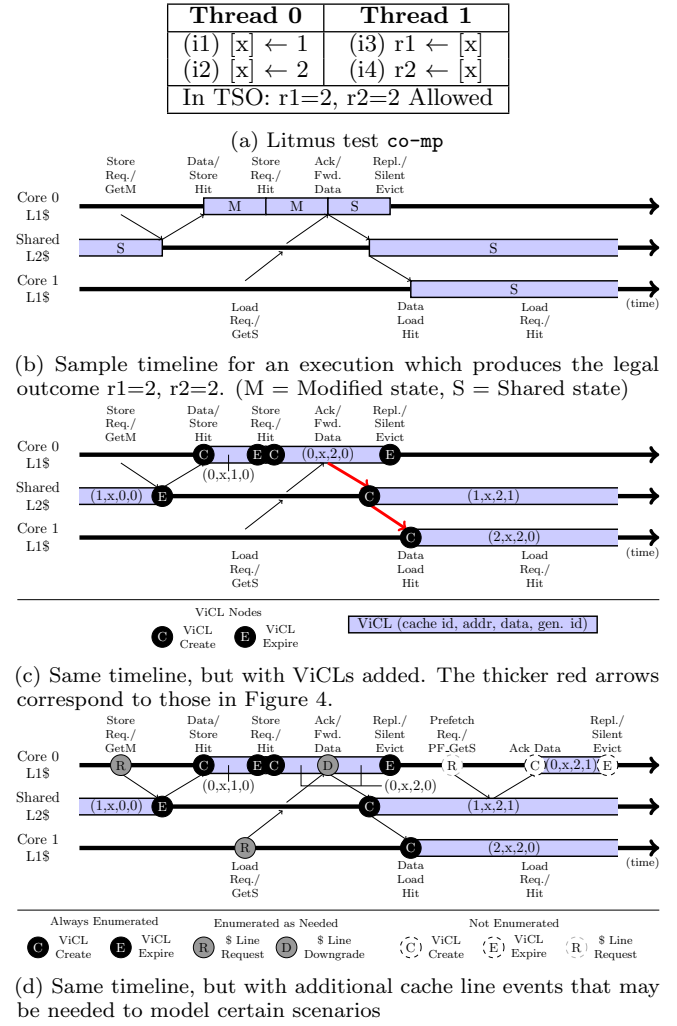 Thread 0 Thread 1
(i1) [x] ← 1 (i3) r1 ← [x]
(i2) [x] ← 2 (i4) r2 ← [x]
In TSO: r1=2, r2=2 Allowed
(a) Litmus test co-mp
Store Data/ Store Ack/ Repl./
Req./ Store Req./ Fwd. Silent
GetM Hit Hit Data Evict
Core 0
L1$
M M S
Shared
L2$
S S
Core 1
L1$
S
(time)
Load Data Load
Req./ Load Req./
GetS Hit Hit
(b) Sample timeline for an execution which produces the legal
outcome r1=2, r2=2. (M = Modified state, S = Shared state)
Store Data/ Store Ack/ Repl./
Req./ Store Req./ Fwd. Silent
GetM Hit Hit Data Evict
Core 0
L1$
C E C (0,x,2,0) E
(0,x,1,0)
Shared
L2$
(1,x,0,0) E C (1,x,2,1)
Core 1
L1$
C (2,x,2,0)
(time)
Load Data Load
Req./ Load Req./
GetS Hit Hit
ViCL Nodes
C ViCL Create E ViCL Expire
ViCL (cache id, addr, data, gen. id)
(c) Same timeline, but with ViCLs added. The thicker red arrows
correspond to those in Figure 4.
Store Data/ Store Ack/ Repl./ Prefetch Repl./
Req./ Store Req./ Fwd. Silent Req./ Silent
GetM Hit Hit Data Evict PF_GetS Ack Data Evict
Core 0
L1$
R C E C D E R C (0,x,2,1) E
(0,x,1,0) (0,x,2,0)
Shared
L2$
(1,x,0,0) E C (1,x,2,1)
Core 1
L1$
R C (2,x,2,0)
(time)
Load Data Load
Req./ Load Req./
GetS Hit Hit
Always Enumerated Enumerated as Needed Not Enumerated
C ViCL Create E ViCL Expire R $ Line Request D $ Line Downgrade C ViCL Create E ViCL Expire R $ Line Request
(d) Same timeline, but with additional cache line events that may
be needed to model certain scenarios